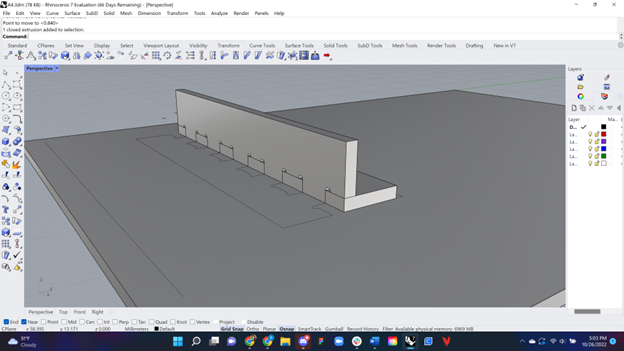 A4.3dm (78 KB) - Rhinoceros 7 Evaluation (66 Days Remaining) - [Perspective]
File Edit View Curve Surface SubD Solid Mesh Dimension Transform Tools Analyze Render Panels Help
Point to move to <0.840>
1 closed extrusion added to selection.
Command:
Standard CPlanes Set View Display Select Viewport Layout Visibility Transform Curve Tools Surface Tools Solid Tools SubD Tools Mesh Tools Render Tools Drafting New in V7
Perspective
Layers
Layer Ma...
D...
La...
La...
La...
La...
La...
Perspective Top Front Right
End Near Point Mid Cen Int Perp Tan Quad Knot Vertex Project Disable
CPlane x 58.395 y 13.171 z 0.000 Millimeters Default Grid Snap Ortho Planar Osnap SmartTrack Gumball Record History Filter Available physical memory: 6969 MB
Cloudy
5:03 PM
10/26/2022